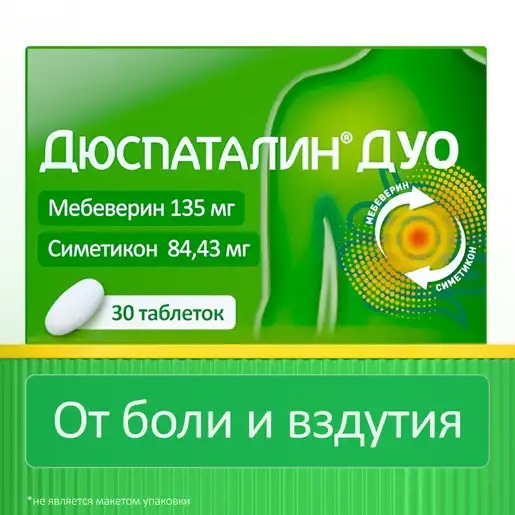 ДЮСПАТАЛИН® ДУО
Мебеверин 135 мг
Симетикон 84,43 мг
МЕБЕВЕРИН
СИМЕТИКОН
30 таблеток
От боли и вздутия
*не является макетом упаковки